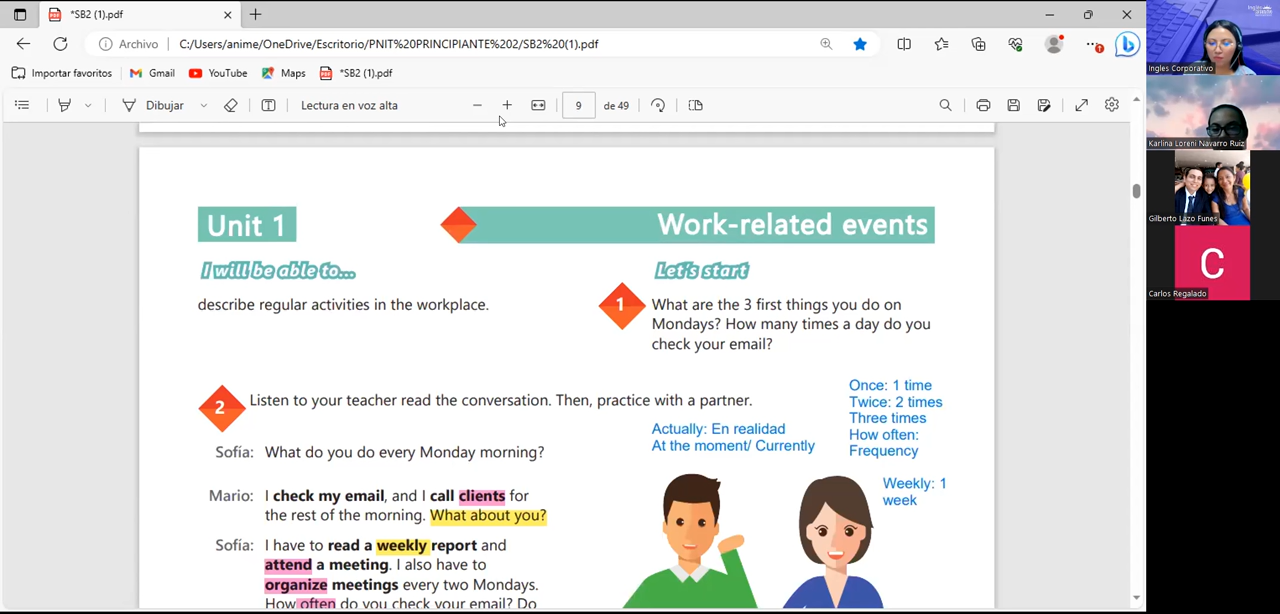 *SB2 (1).pdf
Archivo
C:/Users/anime/OneDrive/Escritorio/PNIT%20PRINCIPIANTE%202/SB2%20(1).pdf
Importar favoritos
Gmail
YouTube
Maps
*SB2 (1).pdf
Dibujar
Lectura en voz alta
9
de 49
Unit 1
Work-related events
I will be able to...
describe regular activities in the workplace.
Let's start
1
What are the 3 first things you do on
Mondays? How many times a day do you
check your email?
2
Listen to your teacher read the conversation. Then, practice with a partner.
Once: 1 time
Twice: 2 times
Three times
How often:
Frequency
Actually: En realidad
At the moment/ Currently
Weekly: 1
week
Sofía: What do you do every Monday morning?
Mario: I check my email, and I call clients for
the rest of the morning. What about you?
Sofía: I have to read a weekly report and
attend a meeting. I also have to
organize meetings every two Mondays.
How often do you check your email? Do
Ingles Corporativo
Karlina Loreni Navarro Ruiz
Gilberto Lazo Funes
C
Carlos Regalado